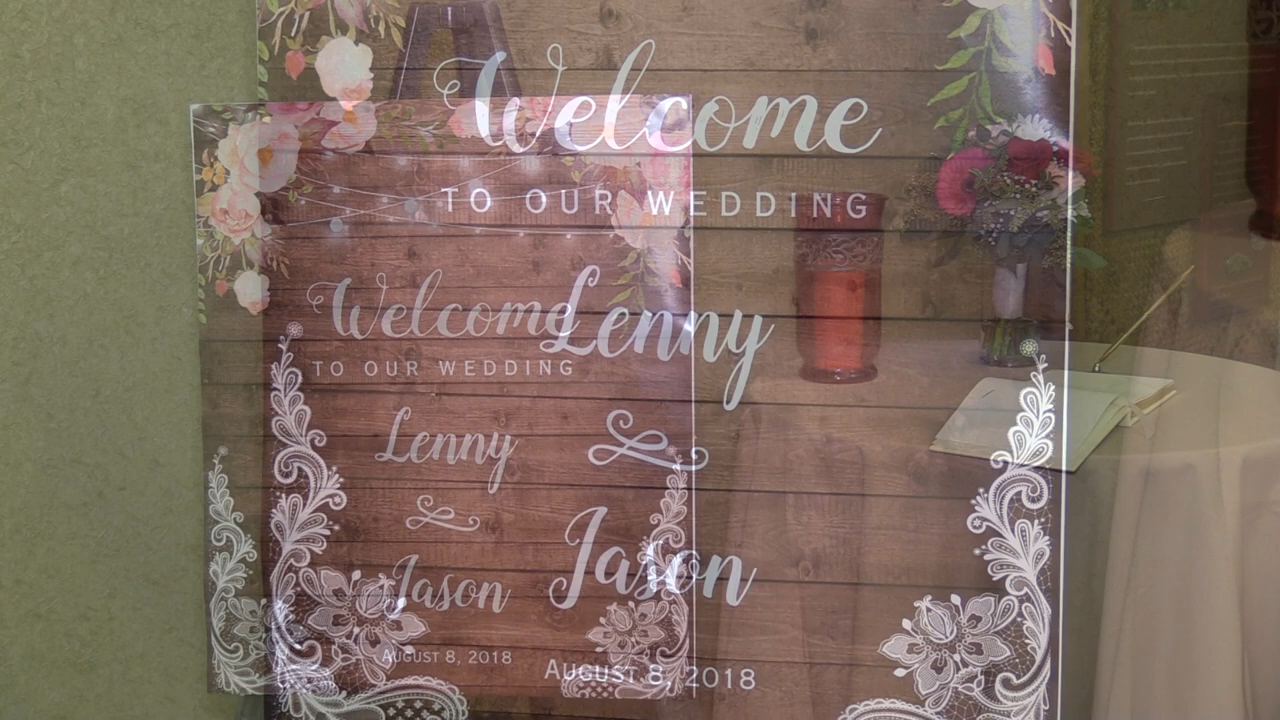 Welcome
TO OUR WEDDING
Lenny
Jason
August 8, 2018
Welcome
TO OUR WEDDING
Lenny
Jason
August 8, 2018